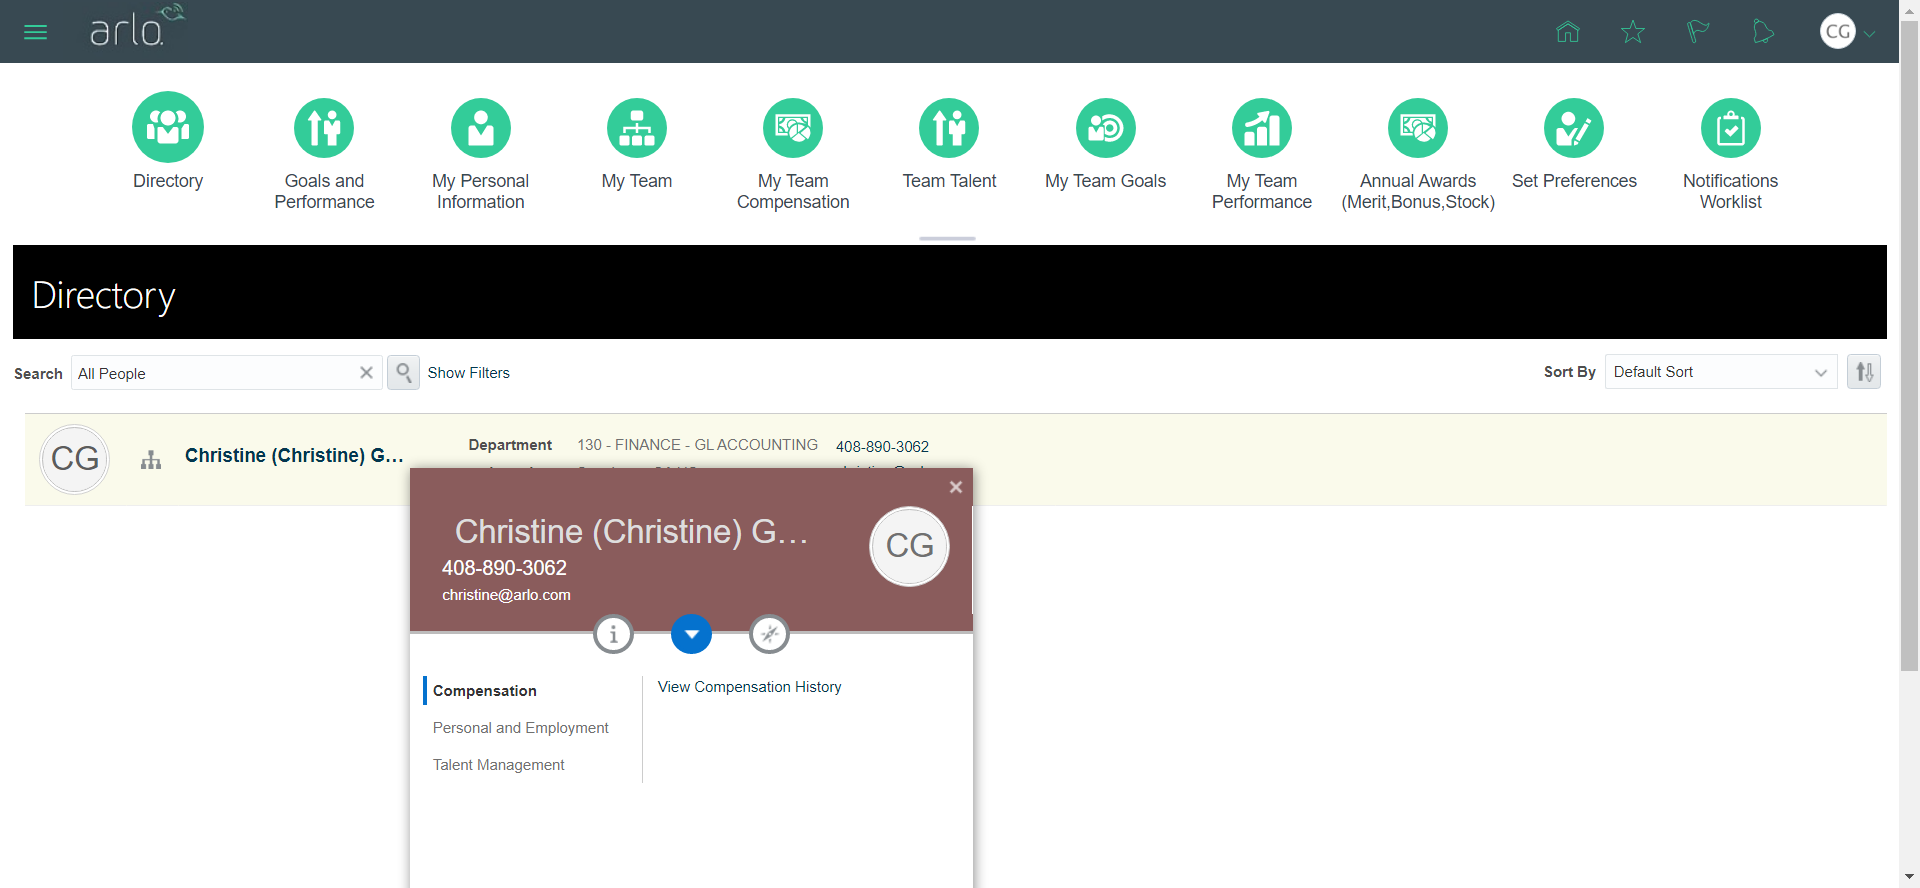 arlo
CG
Directory
Goals and
Performance
My Personal
Information
My Team
My Team
Compensation
Team Talent
My Team Goals
My Team
Performance
Annual Awards
(Merit,Bonus,Stock)
Set Preferences
Notifications
Worklist
Directory
Search All People Show Filters
Sort By Default Sort
CG Christine (Christine) G... Department 130 - FINANCE - GL ACCOUNTING 408-890-3062
Christine (Christine) G...
CG
408-890-3062
christine@arlo.com
Compensation
View Compensation History
Personal and Employment
Talent Management